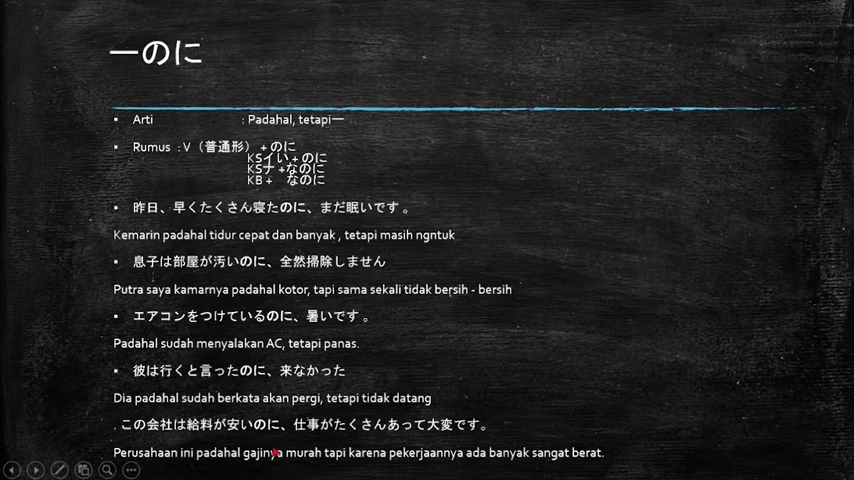 ―のに
▪ Arti : Padahal, tetapi―
▪ Rumus : V（普通形） + のに
KSイい + のに
KSナ +なのに
KB + なのに
▪ 昨日、早くたくさん寝たのに、まだ眠いです 。
Kemarin padahal tidur cepat dan banyak , tetapi masih ngntuk
▪ 息子は部屋が汚いのに、全然掃除しません
Putra saya kamarnya padahal kotor, tapi sama sekali tidak bersih - bersih
▪ エアコンをつけているのに、暑いです 。
Padahal sudah menyalakan AC, tetapi panas.
▪ 彼は行くと言ったのに、来なかった
Dia padahal sudah berkata akan pergi, tetapi tidak datang
. この会社は給料が安いのに、仕事がたくさんあって大変です。
Perusahaan ini padahal gajinya murah tapi karena pekerjaannya ada banyak sangat berat.